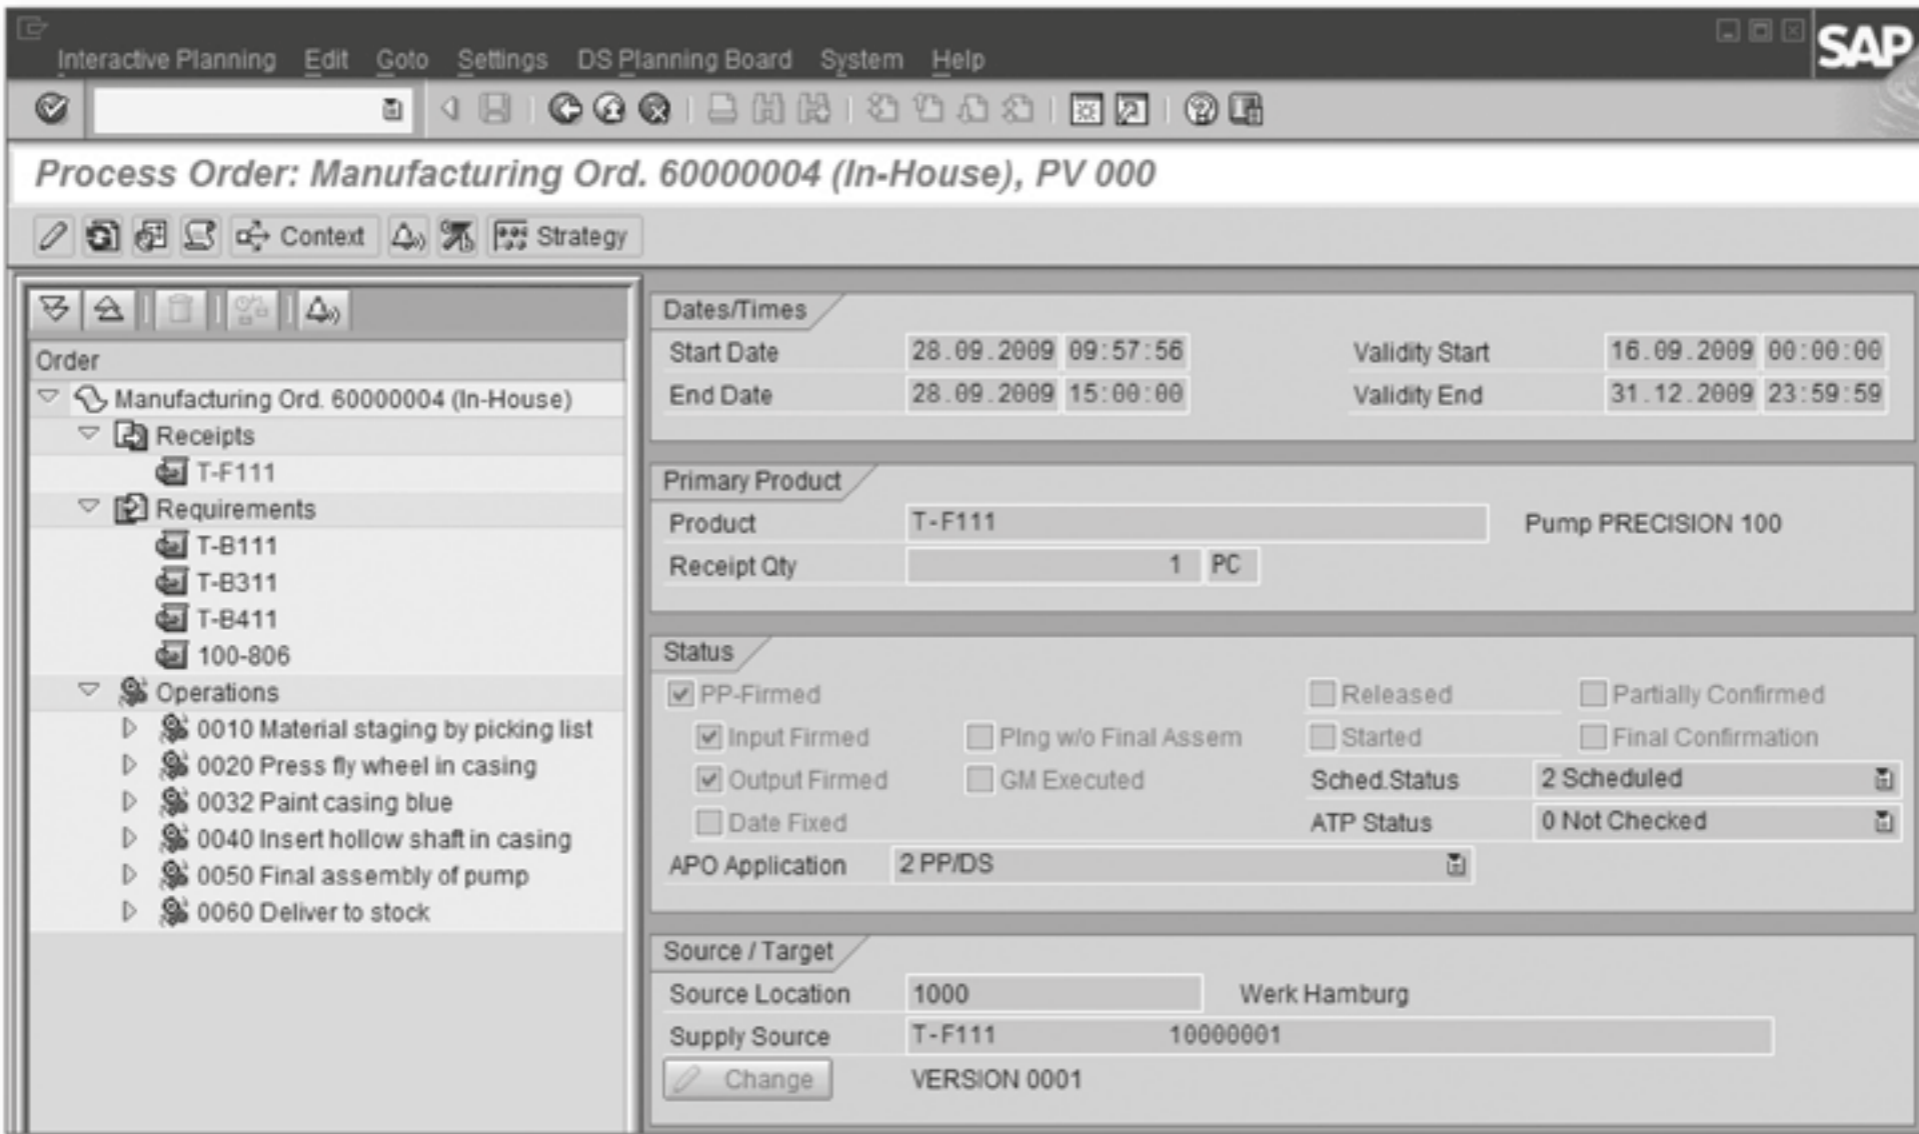 Interactive Planning Edit Goto Settings DS Planning Board System Help
SAP
Process Order: Manufacturing Ord. 60000004 (In-House), PV 000
Context Strategy
Order
Manufacturing Ord. 60000004 (In-House)
Receipts
T-F111
Requirements
T-B111
T-B311
T-B411
100-806
Operations
0010 Material staging by picking list
0020 Press fly wheel in casing
0032 Paint casing blue
0040 Insert hollow shaft in casing
0050 Final assembly of pump
0060 Deliver to stock
Dates/Times
Start Date 28.09.2009 09:57:56 Validity Start 16.09.2009 00:00:00
End Date 28.09.2009 15:00:00 Validity End 31.12.2009 23:59:59
Primary Product
Product T-F111 Pump PRECISION 100
Receipt Qty 1 PC
Status
PP-Firmed Released Partially Confirmed
Input Firmed Plng w/o Final Assem Started Final Confirmation
Output Firmed GM Executed Sched.Status 2 Scheduled
Date Fixed ATP Status 0 Not Checked
APO Application 2 PP/DS
Source / Target
Source Location 1000 Werk Hamburg
Supply Source T-F111 10000001
Change VERSION 0001